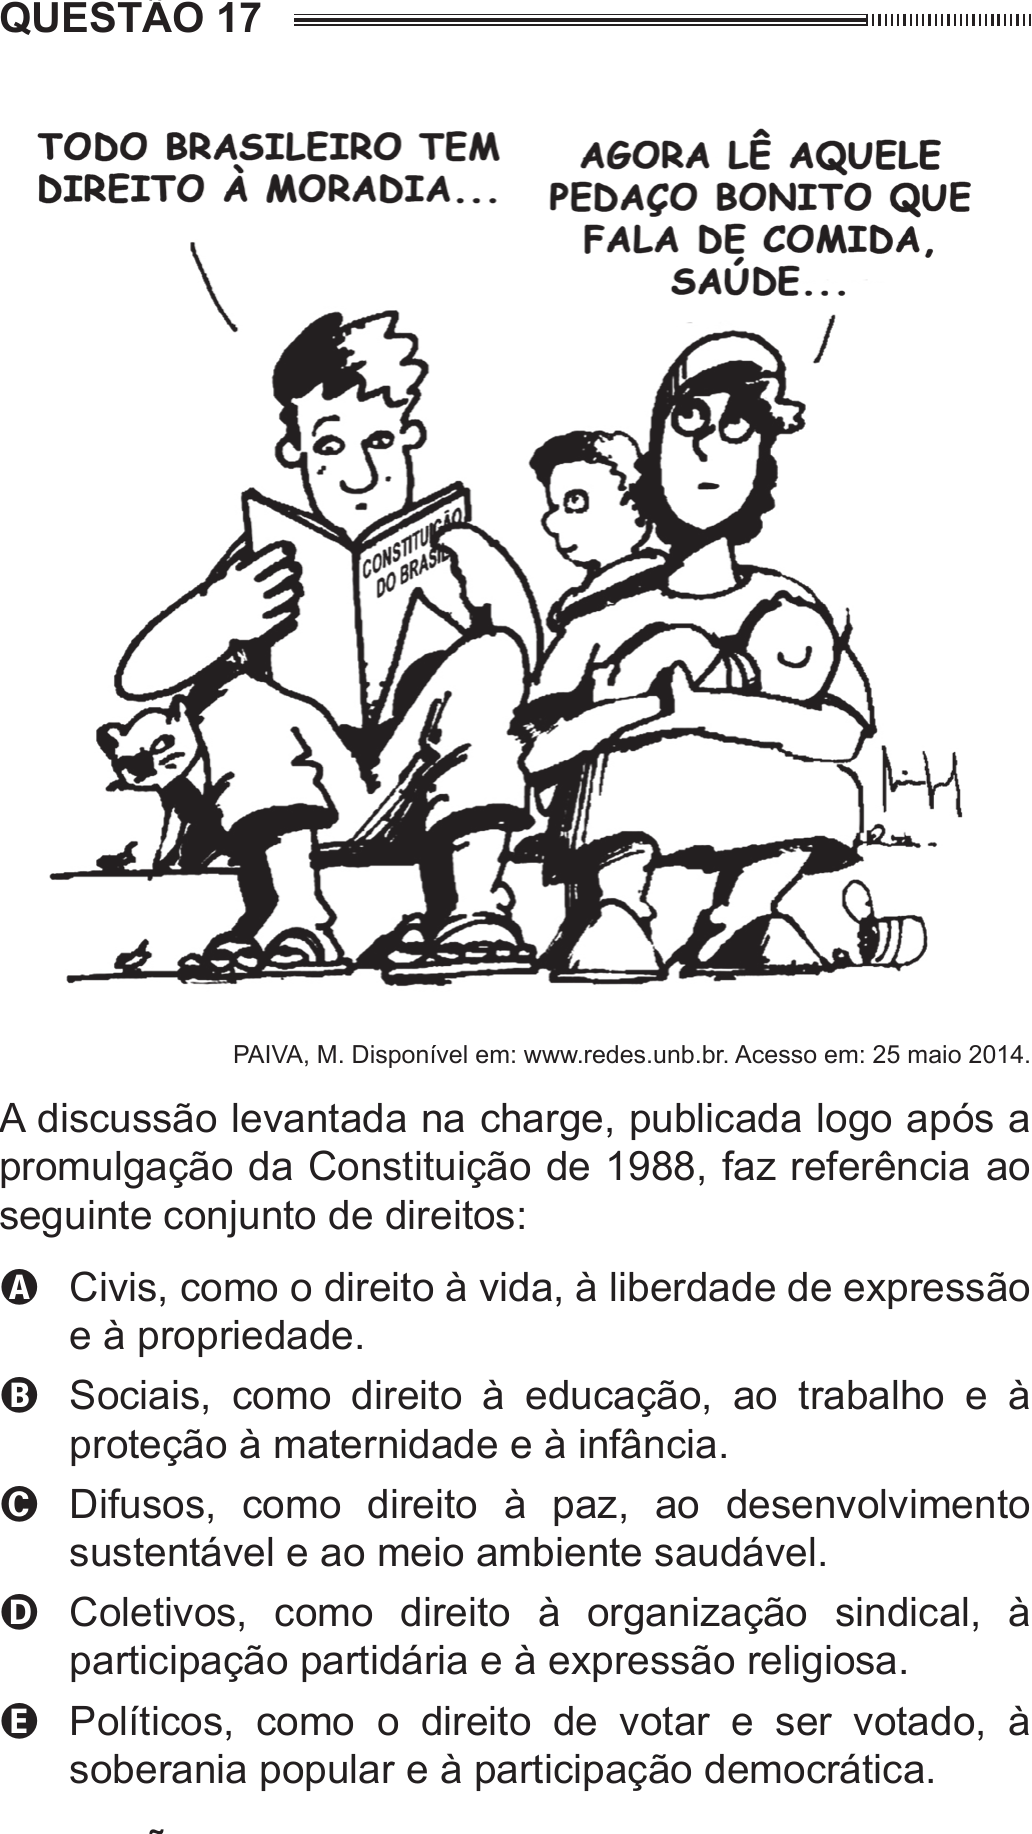 QUESTÃO 17
TODO BRASILEIRO TEM
DIREITO À MORADIA...
AGORA LÊ AQUELE
PEDAÇO BONITO QUE
FALA DE COMIDA,
SAÚDE...
CONSTITUIÇÃO
DO BRASIL
PAIVA, M. Disponível em: www.redes.unb.br. Acesso em: 25 maio 2014.
A discussão levantada na charge, publicada logo após a
promulgação da Constituição de 1988, faz referência ao
seguinte conjunto de direitos:
A Civis, como o direito à vida, à liberdade de expressão
e à propriedade.
B Sociais, como direito à educação, ao trabalho e à
proteção à maternidade e à infância.
C Difusos, como direito à paz, ao desenvolvimento
sustentável e ao meio ambiente saudável.
D Coletivos, como direito à organização sindical, à
participação partidária e à expressão religiosa.
E Políticos, como o direito de votar e ser votado, à
soberania popular e à participação democrática.